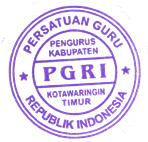 PERSATUAN GURU
PENGURUS
KABUPATEN
PGRI
KOTAWARINGIN
TIMUR
REPUBLIK INDONESIA